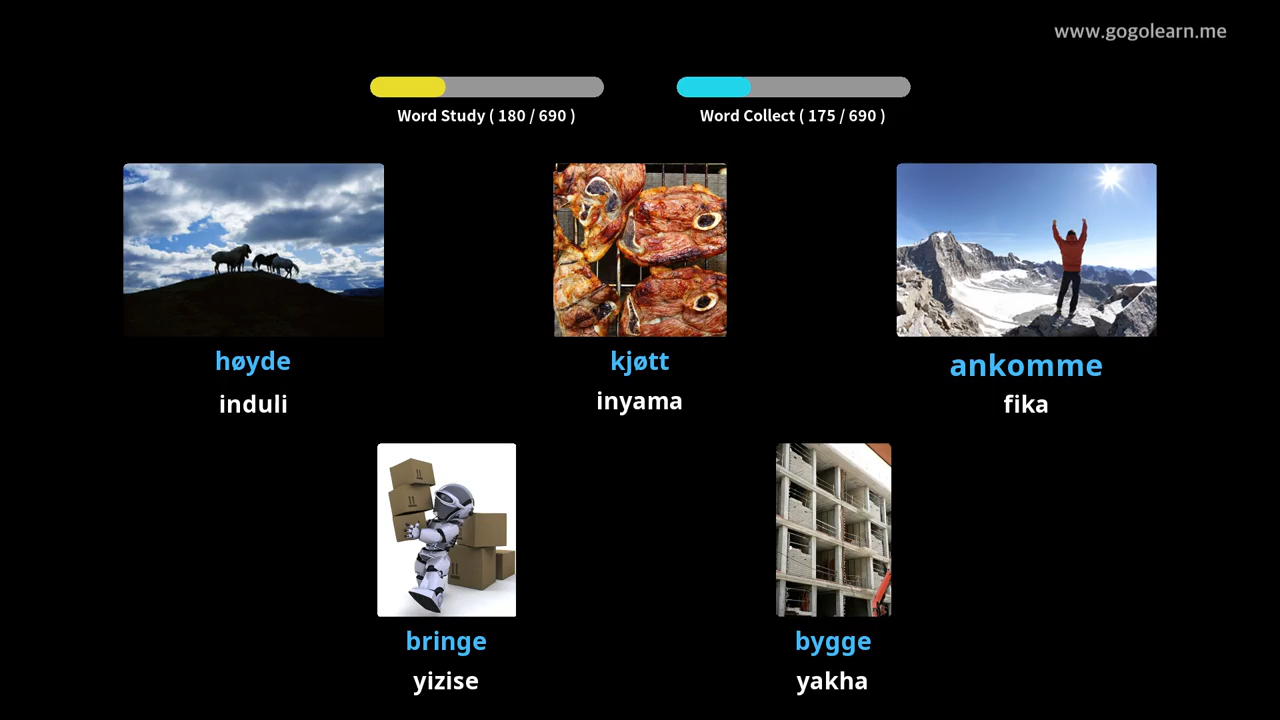 www.gogolearn.me
Word Study ( 180 / 690 )
Word Collect ( 175 / 690 )
høyde
induli
kjøtt
inyama
ankomme
fika
bringe
yizise
bygge
yakha